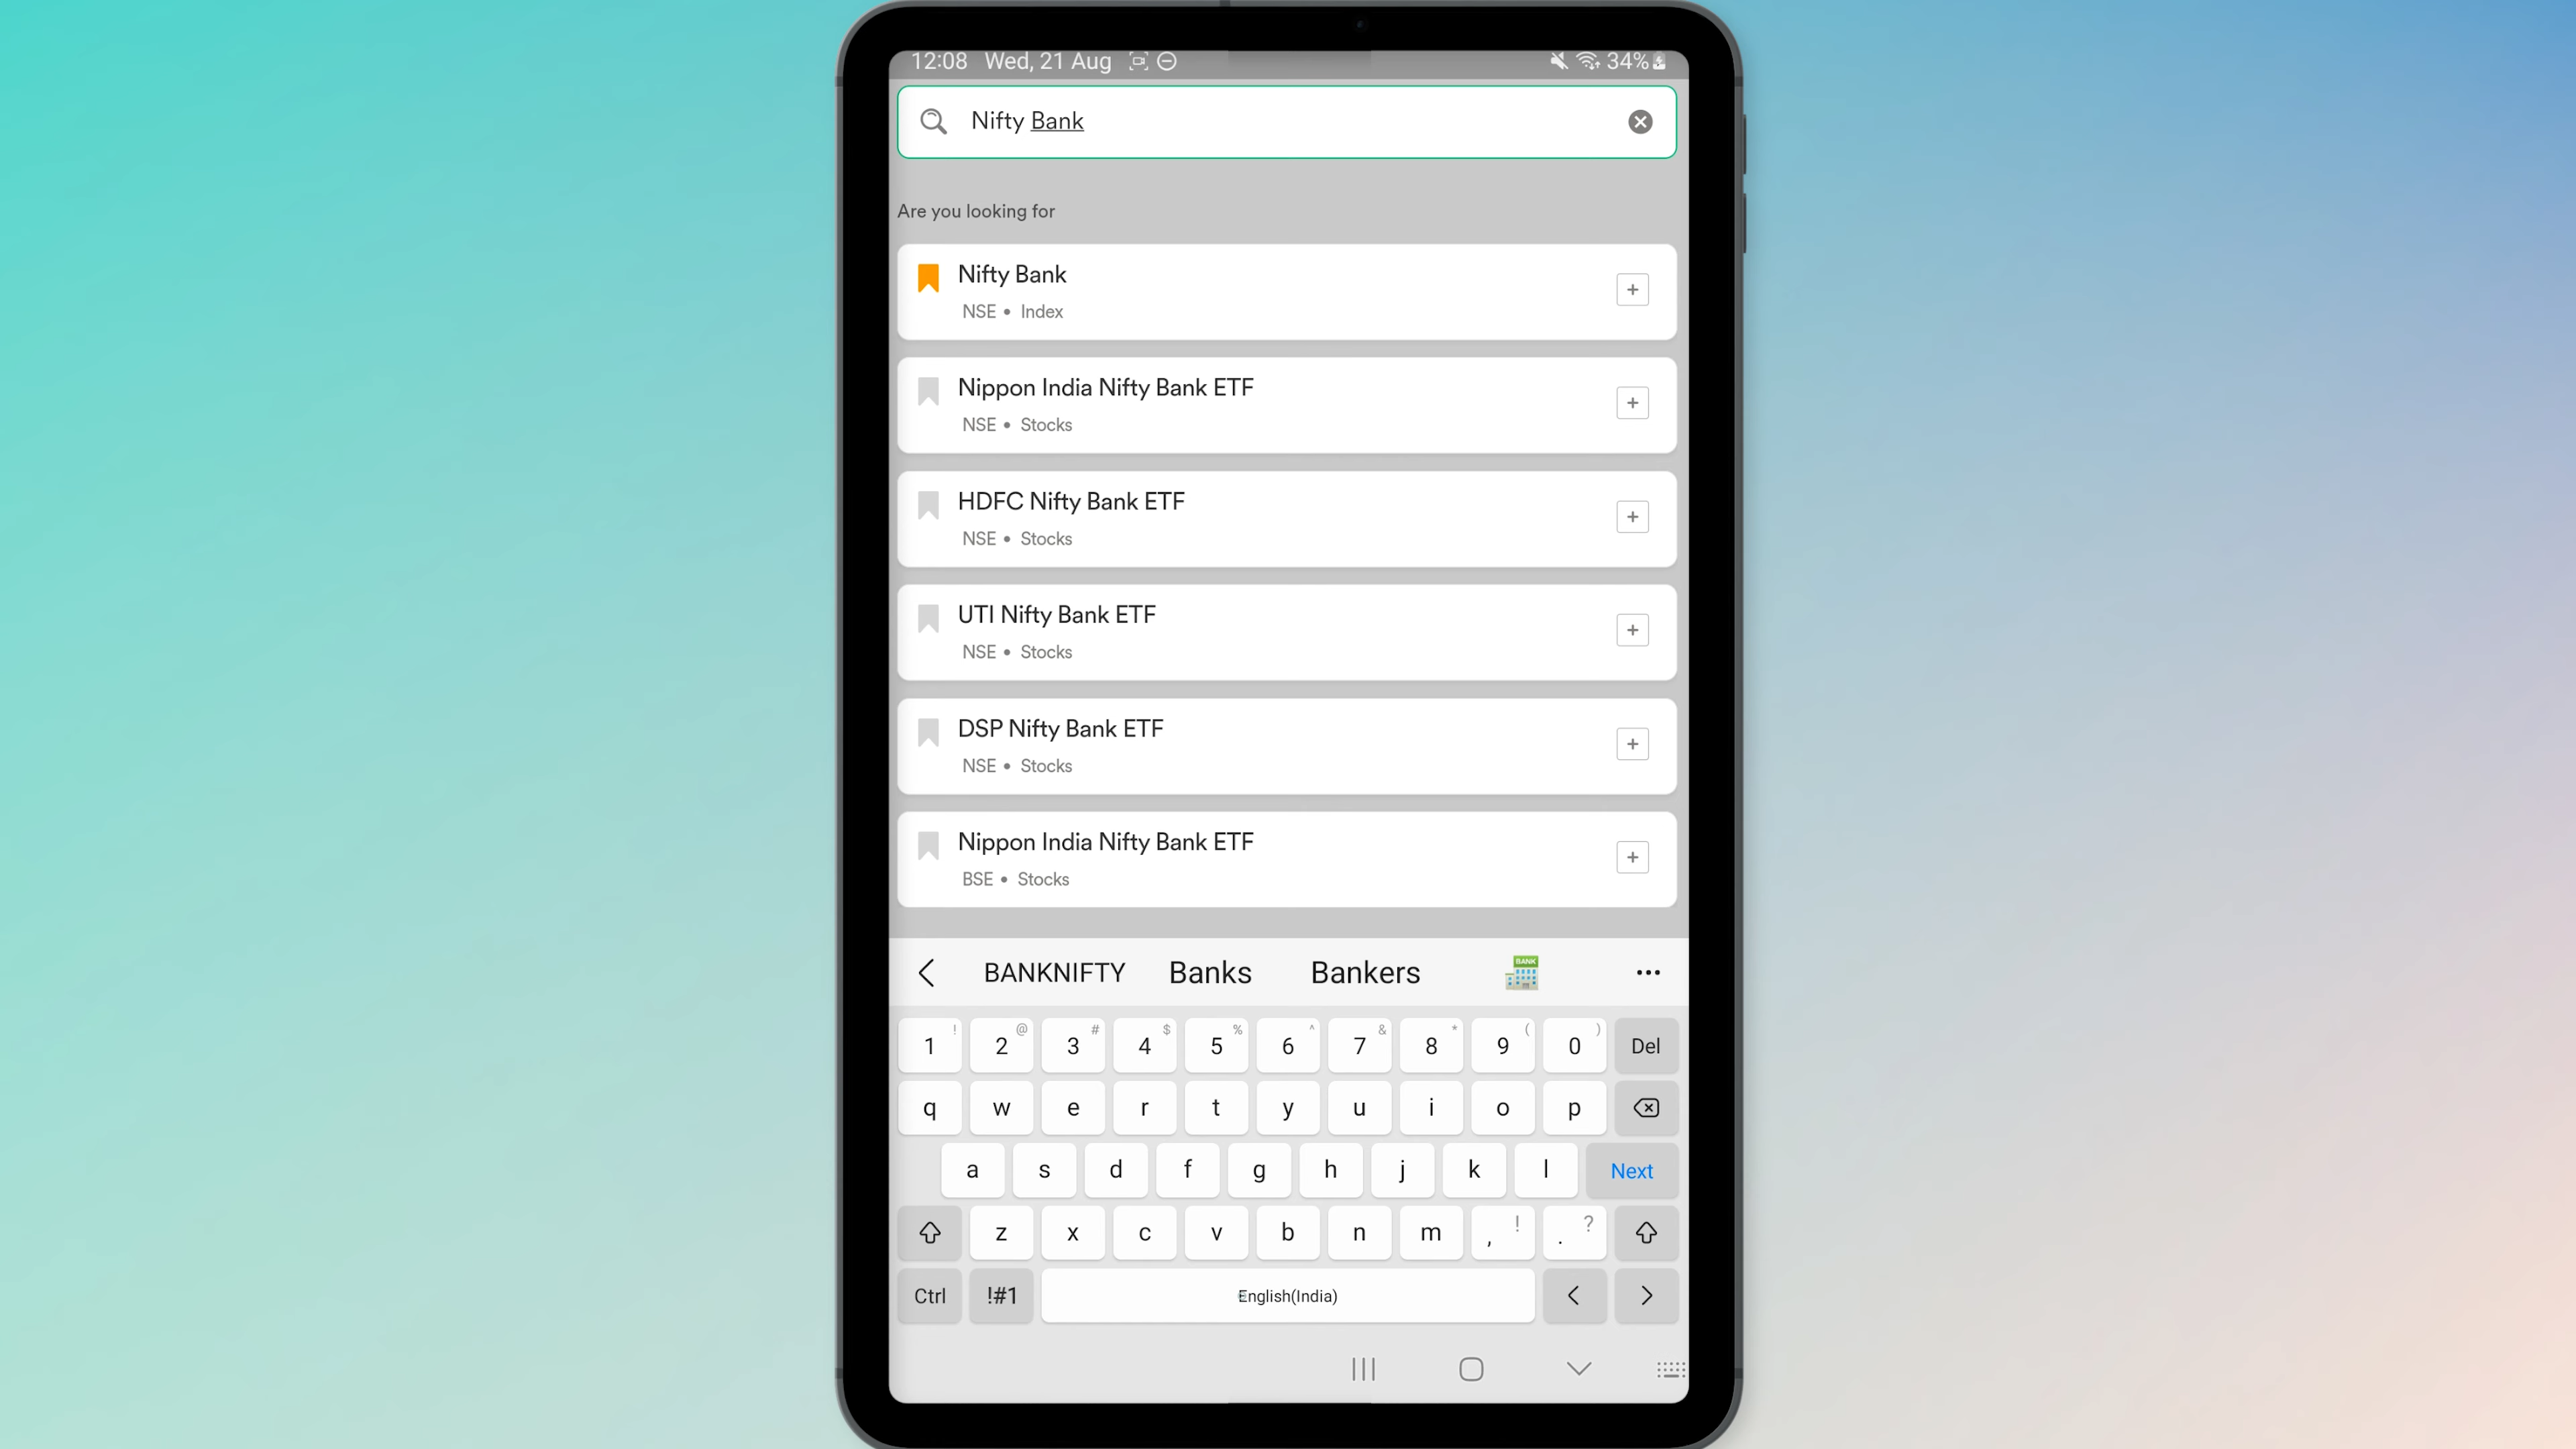 12:08 Wed, 21 Aug 34%
Nifty Bank
Are you looking for
Nifty Bank
NSE • Index
Nippon India Nifty Bank ETF
NSE • Stocks
HDFC Nifty Bank ETF
NSE • Stocks
UTI Nifty Bank ETF
NSE • Stocks
DSP Nifty Bank ETF
NSE • Stocks
Nippon India Nifty Bank ETF
BSE • Stocks
BANKNIFTY Banks Bankers BANK ...
1 ! 2 @ 3 # 4 $ 5 % 6 ^ 7 & 8 * 9 ( 0 ) Del
q w e r t y u i o p
a s d f g h j k l Next
z x c v b n m , ! . ?
Ctrl !#1 English(India) < >